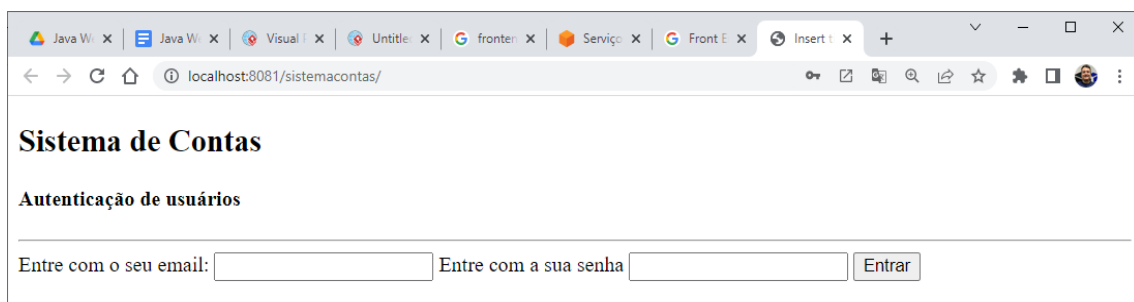 Java W
Java W
Visual
Untitle
fronten
Serviço
Front E
Insert t
localhost:8081/sistemacontas/
Sistema de Contas
Autenticação de usuários
Entre com o seu email: Entre com a sua senha Entrar